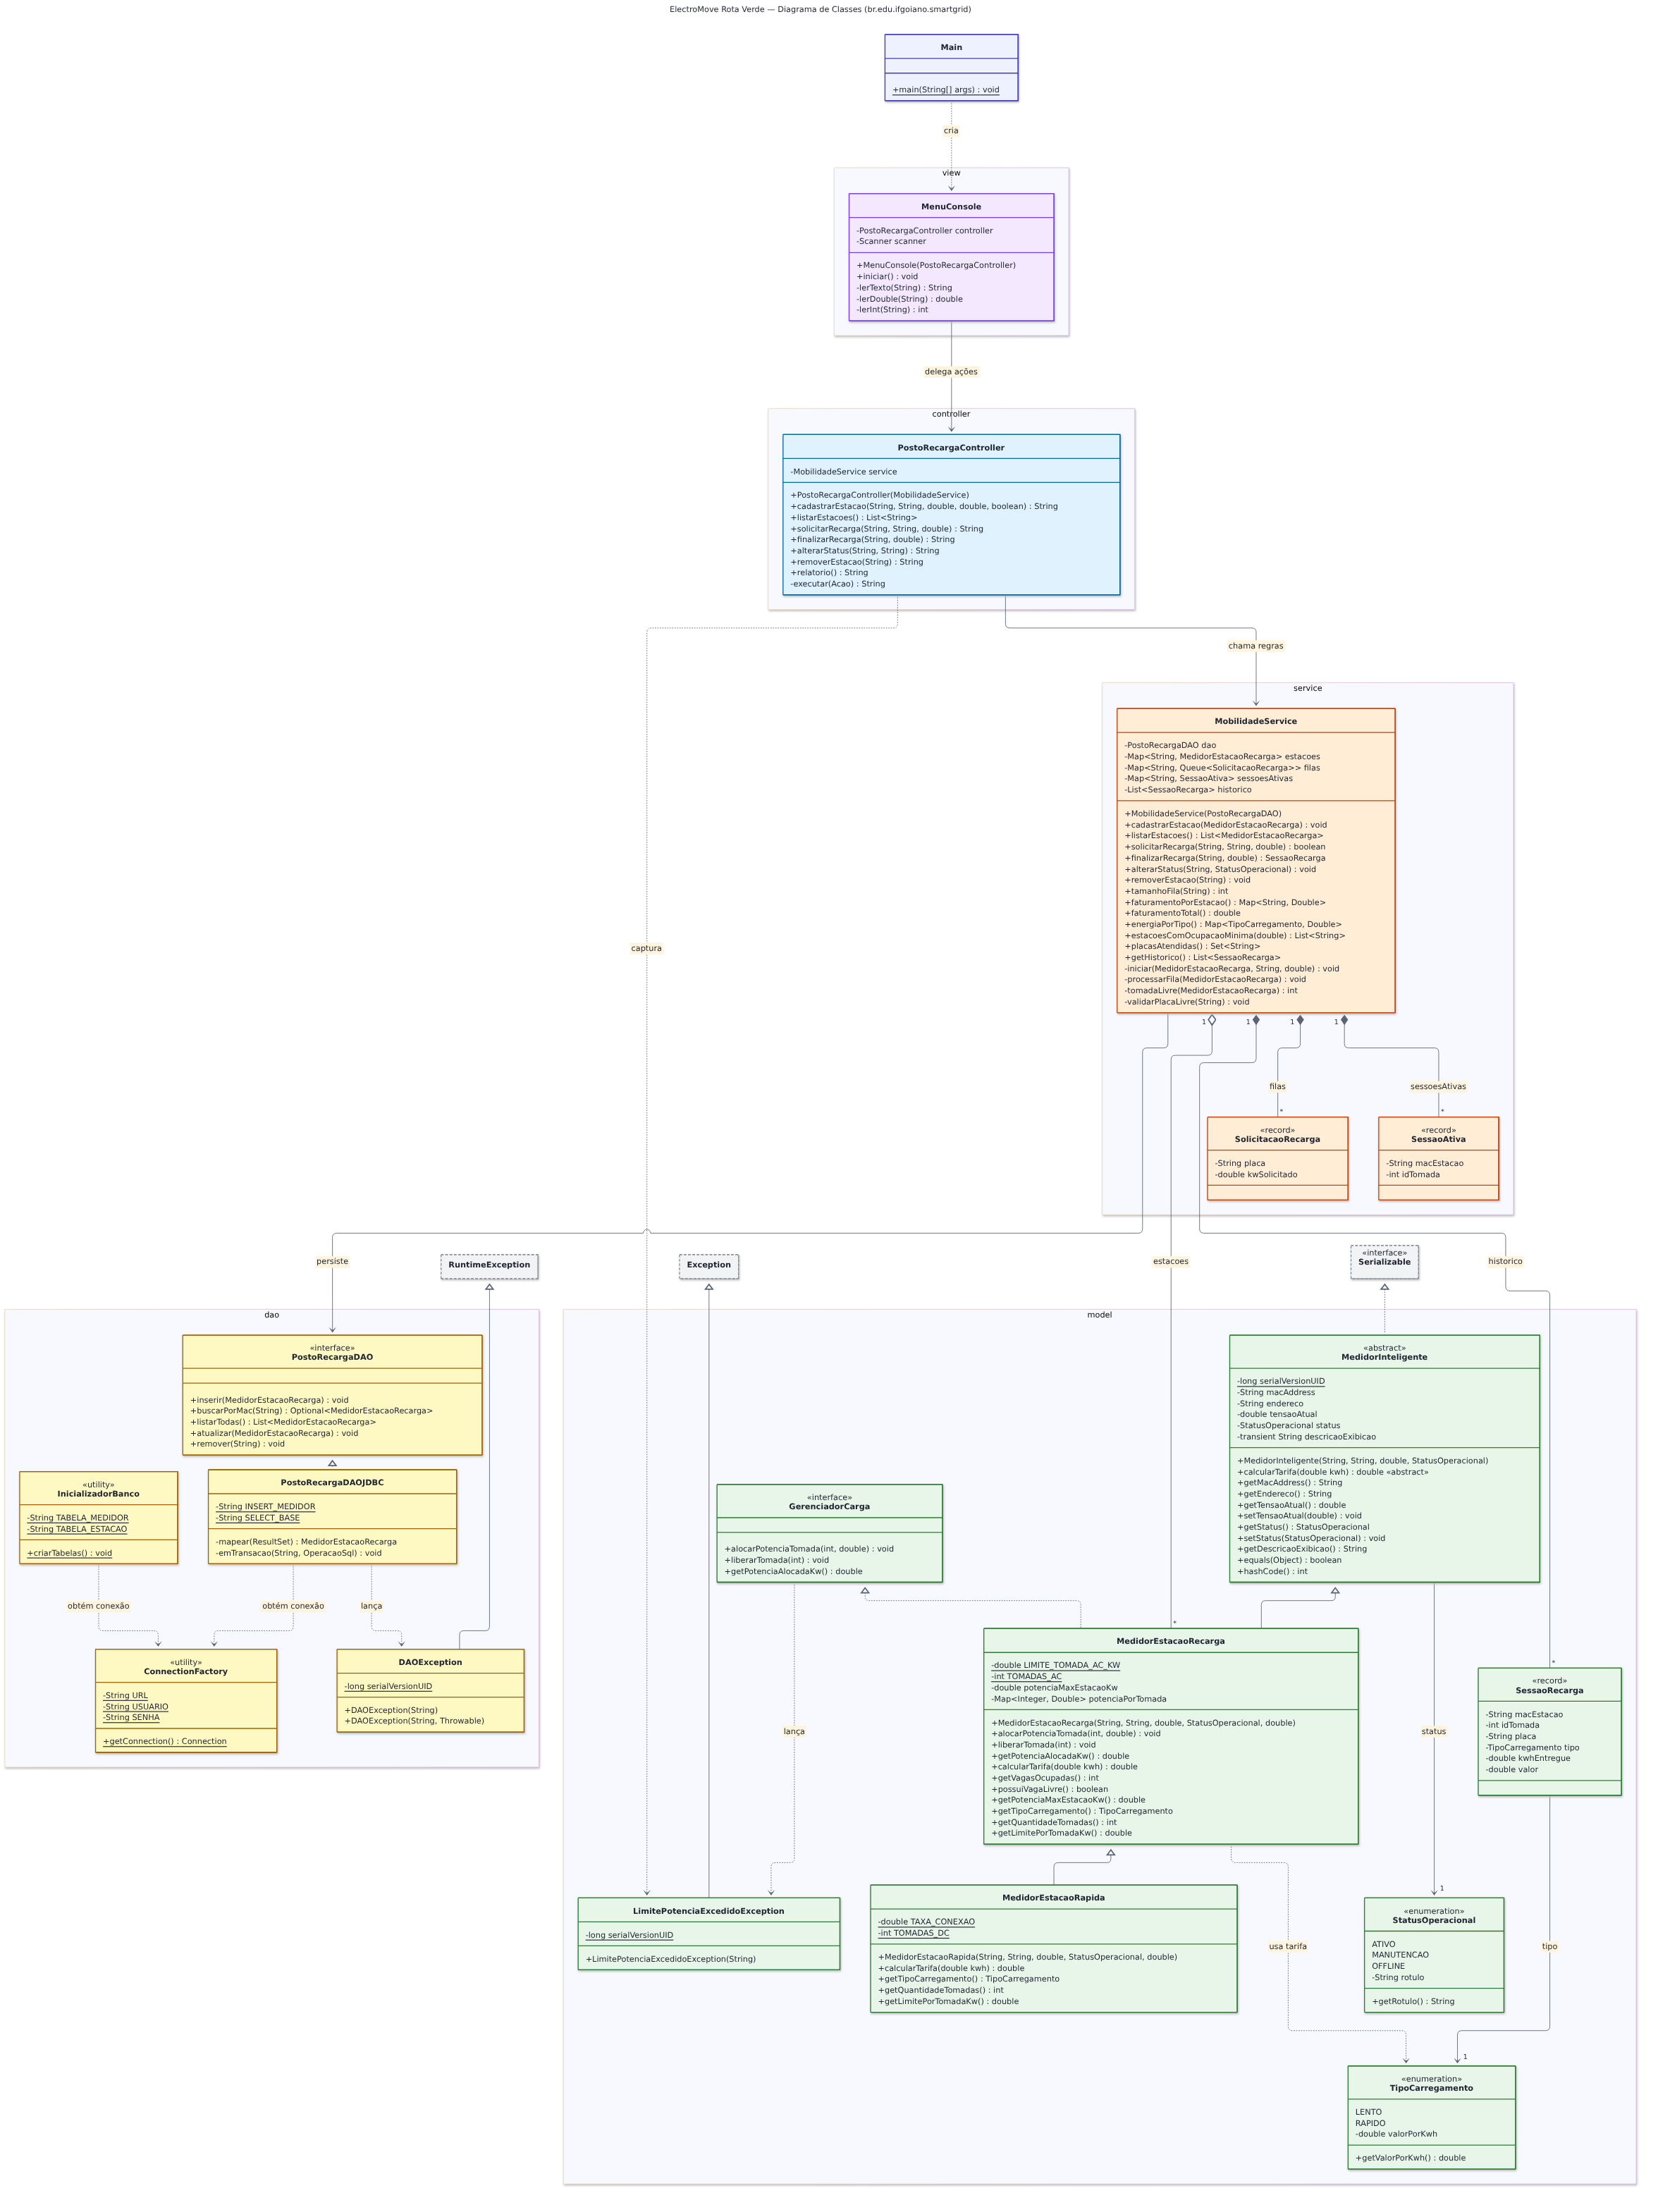 ElectroMove Rota Verde — Diagrama de Classes (br.edu.ifgoiano.smartgrid)
Main
+main(String[] args) : void
cria
view
MenuConsole
-PostoRecargaController controller
-Scanner scanner
+MenuConsole(PostoRecargaController)
+iniciar() : void
-lerTexto(String) : String
-lerDouble(String) : double
-lerInt(String) : int
delega ações
controller
PostoRecargaController
-MobilidadeService service
+PostoRecargaController(MobilidadeService)
+cadastrarEstacao(String, String, double, double, boolean) : String
+listarEstacoes() : List<String>
+solicitarRecarga(String, String, double) : String
+finalizarRecarga(String, double) : String
+alterarStatus(String, String) : String
+removerEstacao(String) : String
+relatorio() : String
-executar(Acao) : String
chama regras
captura
service
MobilidadeService
-PostoRecargaDAO dao
-Map<String, MedidorEstacaoRecarga> estacoes
-Map<String, Queue<SolicitacaoRecarga>> filas
-Map<String, SessaoAtiva> sessoesAtivas
-List<SessaoRecarga> historico
+MobilidadeService(PostoRecargaDAO)
+cadastrarEstacao(MedidorEstacaoRecarga) : void
+listarEstacoes() : List<MedidorEstacaoRecarga>
+solicitarRecarga(String, String, double) : boolean
+finalizarRecarga(String, double) : SessaoRecarga
+alterarStatus(String, StatusOperacional) : void
+removerEstacao(String) : void
+tamanhoFila(String) : int
+faturamentoPorEstacao() : Map<String, Double>
+faturamentoTotal() : double
+energiaPorTipo() : Map<TipoCarregamento, Double>
+estacoesComOcupacaoMinima(double) : List<String>
+placasAtendidas() : Set<String>
+getHistorico() : List<SessaoRecarga>
-iniciar(MedidorEstacaoRecarga, String, double) : void
-processarFila(MedidorEstacaoRecarga) : void
-tomadaLivre(MedidorEstacaoRecarga) : int
-validarPlacaLivre(String) : void
1 1 1 1
filas
sessoesAtivas
* *
«record»
SolicitacaoRecarga
-String placa
-double kwSolicitado
«record»
SessaoAtiva
-String macEstacao
-int idTomada
persiste
estacoes
historico
RuntimeException
Exception
«interface»
Serializable
dao
«interface»
PostoRecargaDAO
+inserir(MedidorEstacaoRecarga) : void
+buscarPorMac(String) : Optional<MedidorEstacaoRecarga>
+listarTodas() : List<MedidorEstacaoRecarga>
+atualizar(MedidorEstacaoRecarga) : void
+remover(String) : void
«utility»
InicializadorBanco
-String TABELA_MEDIDOR
-String TABELA_ESTACAO
+criarTabelas() : void
PostoRecargaDAOJDBC
-String INSERT_MEDIDOR
-String SELECT_BASE
-mapear(ResultSet) : MedidorEstacaoRecarga
-emTransacao(String, OperacaoSql) : void
obtém conexão
obtém conexão
lança
«utility»
ConnectionFactory
-String URL
-String USUARIO
-String SENHA
+getConnection() : Connection
DAOException
-long serialVersionUID
+DAOException(String)
+DAOException(String, Throwable)
model
«abstract»
MedidorInteligente
-long serialVersionUID
-String macAddress
-String endereco
-double tensaoAtual
-StatusOperacional status
-transient String descricaoExibicao
+MedidorInteligente(String, String, double, StatusOperacional)
+calcularTarifa(double kwh) : double «abstract»
+getMacAddress() : String
+getEndereco() : String
+getTensaoAtual() : double
+setTensaoAtual(double) : void
+getStatus() : StatusOperacional
+setStatus(StatusOperacional) : void
+getDescricaoExibicao() : String
+equals(Object) : boolean
+hashCode() : int
«interface»
GerenciadorCarga
+alocarPotenciaTomada(int, double) : void
+liberarTomada(int) : void
+getPotenciaAlocadaKw() : double
*
MedidorEstacaoRecarga
-double LIMITE_TOMADA_AC_KW
-int TOMADAS_AC
-double potenciaMaxEstacaoKw
-Map<Integer, Double> potenciaPorTomada
+MedidorEstacaoRecarga(String, String, double, StatusOperacional, double)
+alocarPotenciaTomada(int, double) : void
+liberarTomada(int) : void
+getPotenciaAlocadaKw() : double
+calcularTarifa(double kwh) : double
+getVagasOcupadas() : int
+possuiVagaLivre() : boolean
+getPotenciaMaxEstacaoKw() : double
+getTipoCarregamento() : TipoCarregamento
+getQuantidadeTomadas() : int
+getLimitePorTomadaKw() : double
*
«record»
SessaoRecarga
-String macEstacao
-int idTomada
-String placa
-TipoCarregamento tipo
-double kwhEntregue
-double valor
lança
status
LimitePotenciaExcedidoException
-long serialVersionUID
+LimitePotenciaExcedidoException(String)
MedidorEstacaoRapida
-double TAXA_CONEXAO
-int TOMADAS_DC
+MedidorEstacaoRapida(String, String, double, StatusOperacional, double)
+calcularTarifa(double kwh) : double
+getTipoCarregamento() : TipoCarregamento
+getQuantidadeTomadas() : int
+getLimitePorTomadaKw() : double
usa tarifa
1
«enumeration»
StatusOperacional
ATIVO
MANUTENCAO
OFFLINE
-String rotulo
+getRotulo() : String
tipo
1
«enumeration»
TipoCarregamento
LENTO
RAPIDO
-double valorPorKwh
+getValorPorKwh() : double